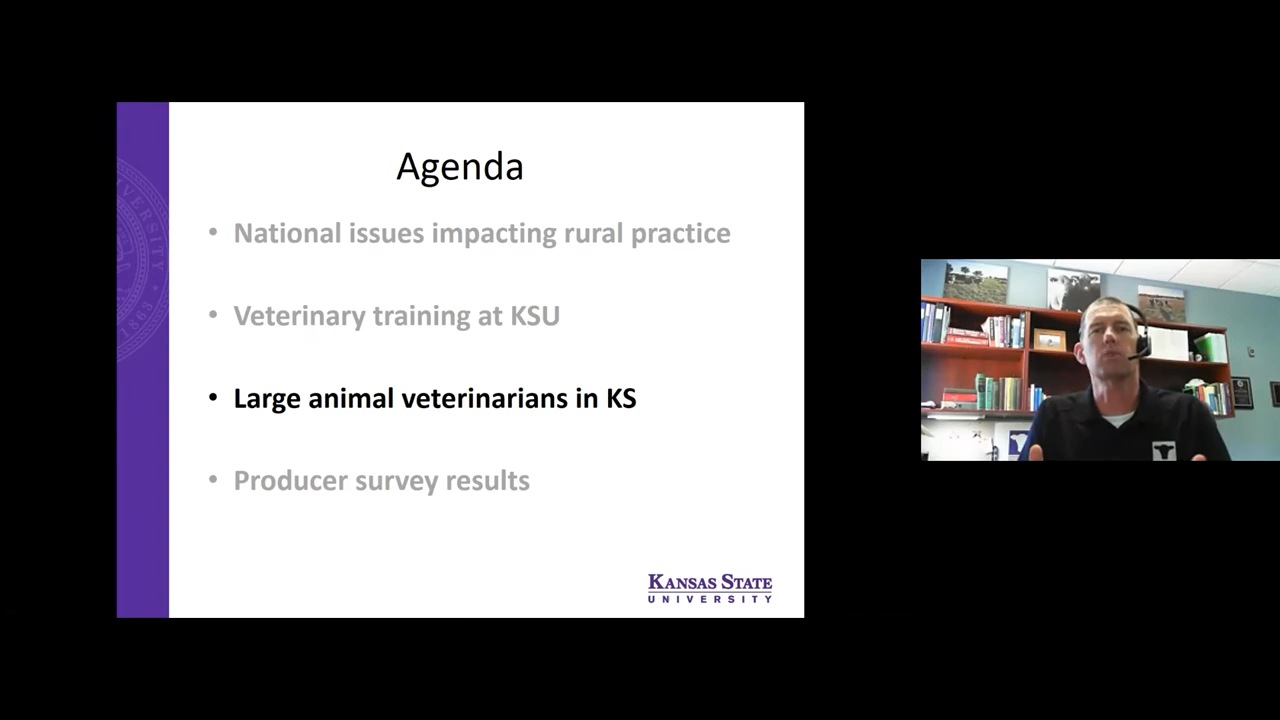 Agenda
• National issues impacting rural practice
• Veterinary training at KSU
• Large animal veterinarians in KS
• Producer survey results
KANSAS STATE
UNIVERSITY
1863